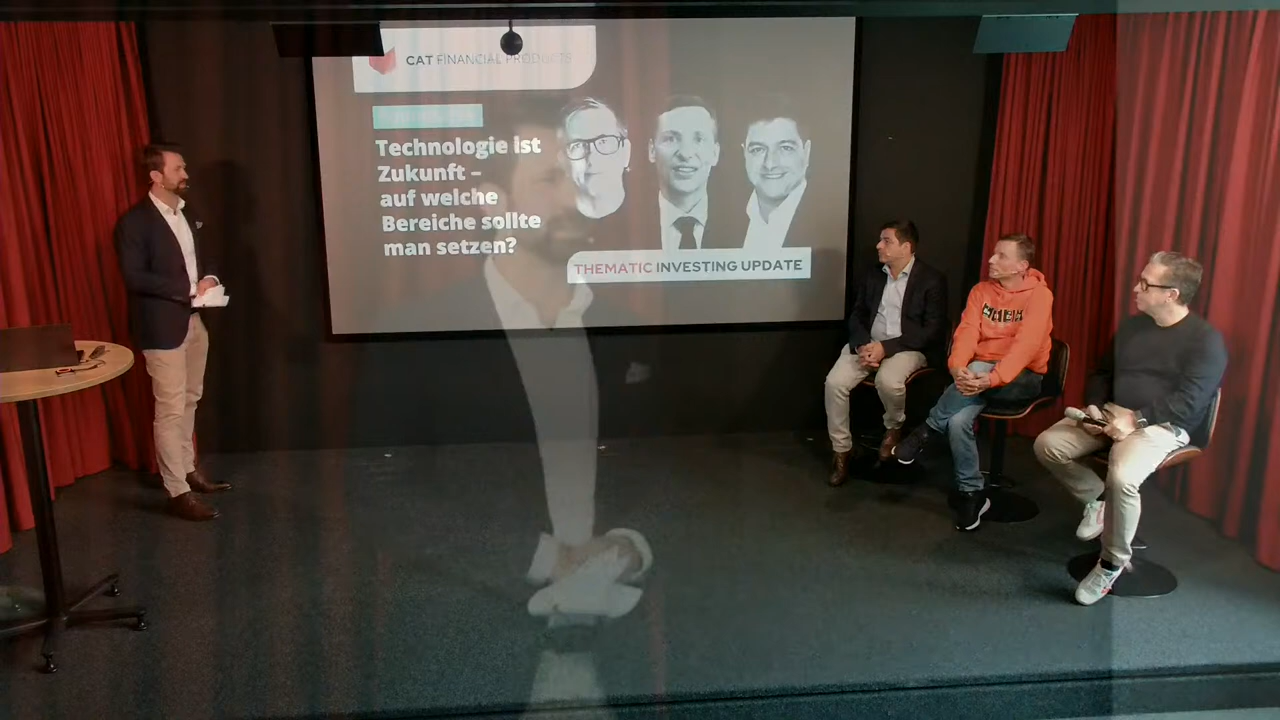 CAT FINANCIAL PRODUCTS
Technologie ist
Zukunft –
auf welche
Bereiche sollte
man setzen?
THEMATIC INVESTING UPDATE